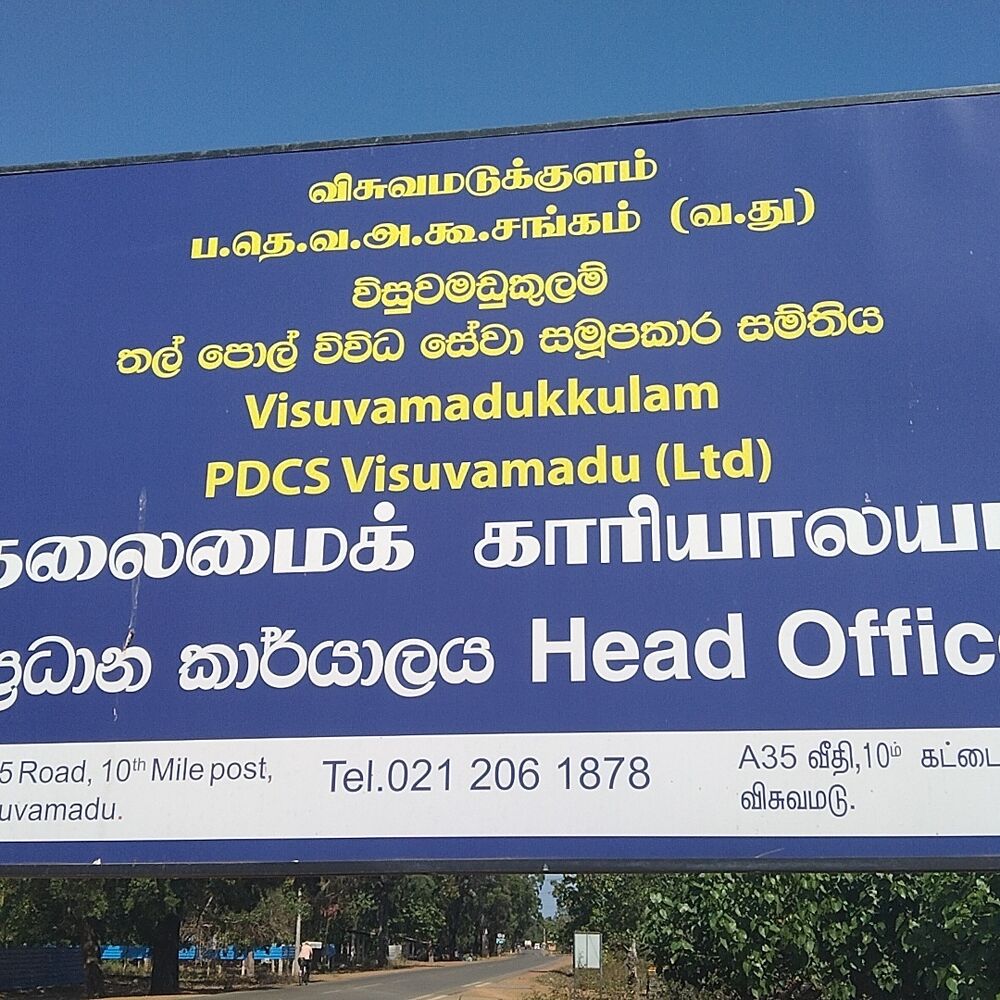 விசுவமடுக்குளம்
ப.தெ.வ.அ.கூ.சங்கம் (வ.து)
විසුවමඩුකුලම්
තල් පොල් විවිධ සේවා සමූපකාර සමිතිය
Visuvamadukkulam
PDCS Visuvamadu (Ltd)
தலைமைக் காரியாலய
ප්‍රධාන කාර්යාලය Head Offic
5 Road, 10th Mile post,
uvamadu.
Tel.021 206 1878
A35 வீதி,10ம் கட்டை
விசுவமடு.